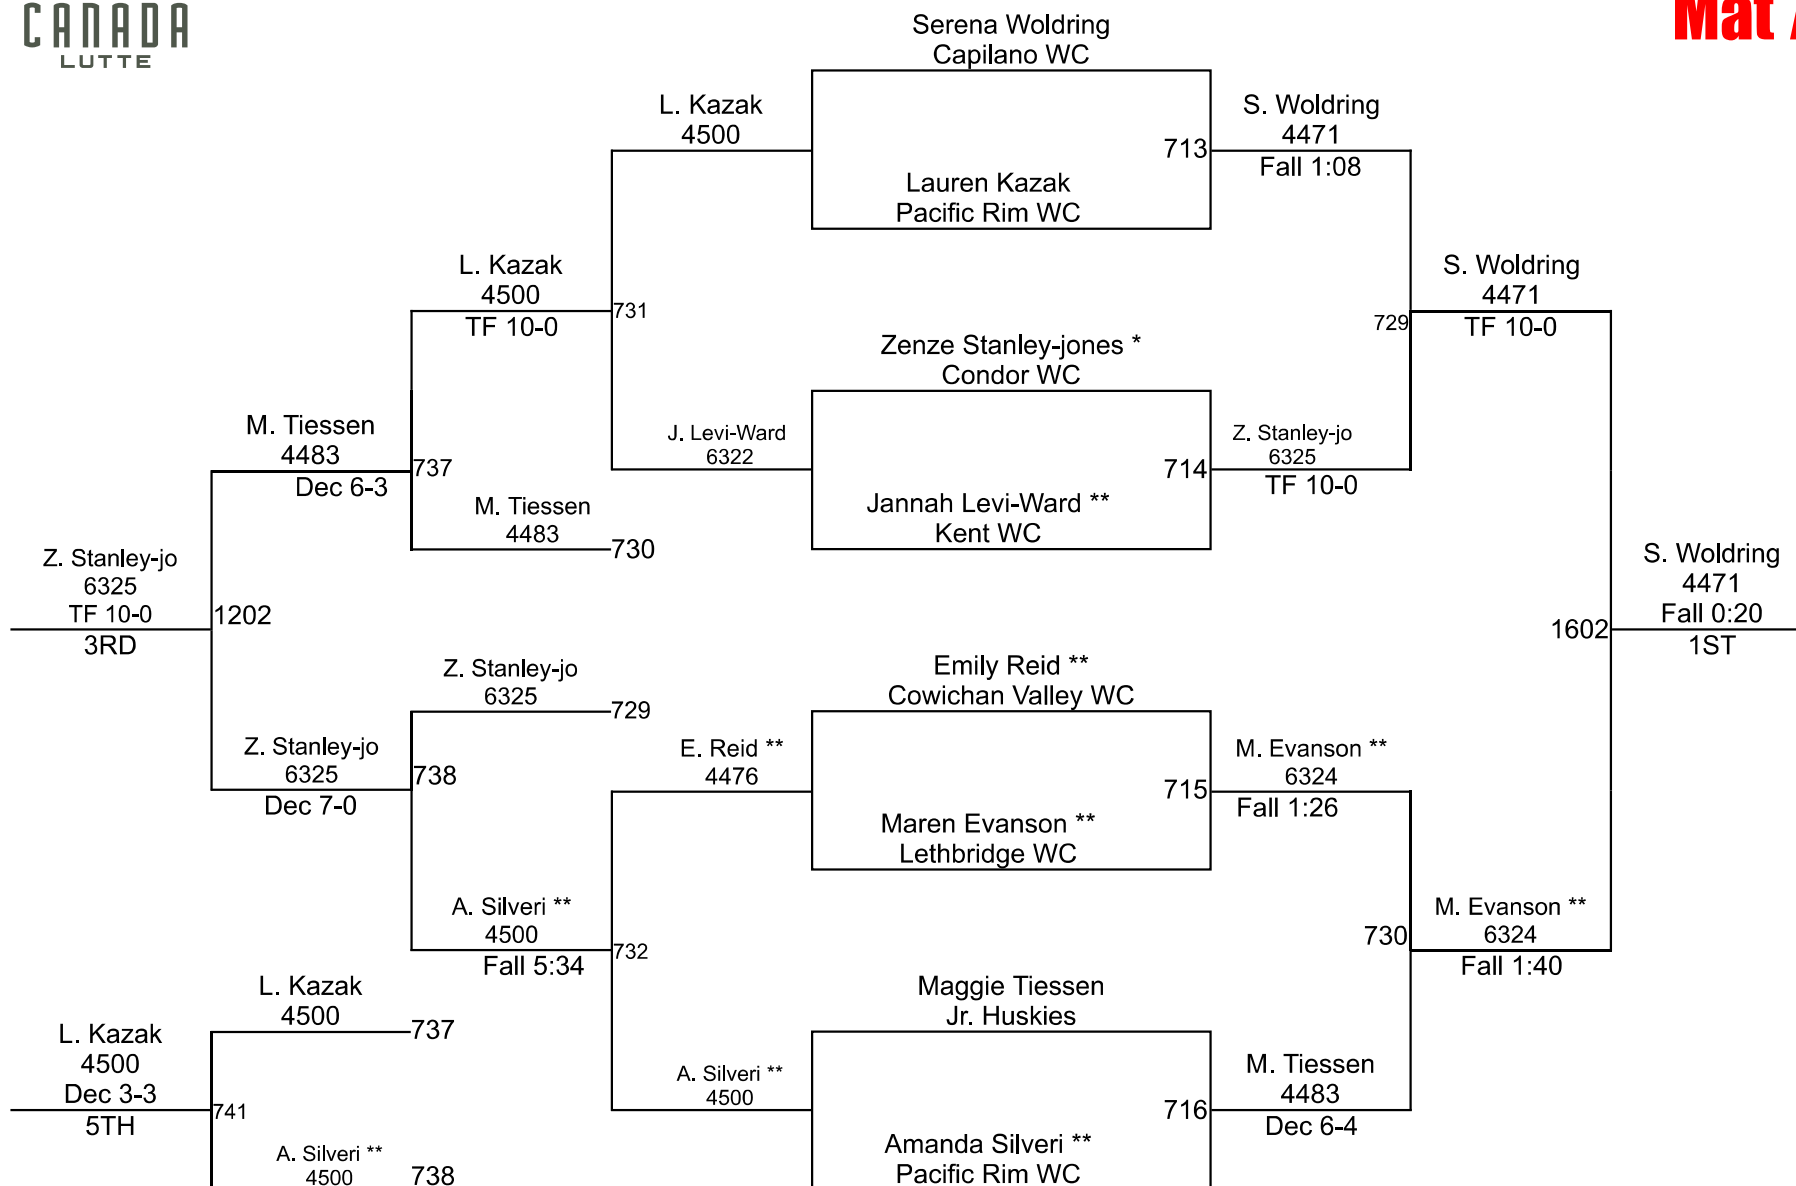 CANADA
LUTTE
Mat
Serena Woldring
Capilano WC
L. Kazak
4500
713
S. Woldring
4471
Fall 1:08
Lauren Kazak
Pacific Rim WC
L. Kazak
4500
TF 10-0
731
S. Woldring
4471
TF 10-0
729
Zenze Stanley-jones *
Condor WC
M. Tiessen
4483
Dec 6-3
737
J. Levi-Ward
6322
714
Z. Stanley-jo
6325
TF 10-0
Jannah Levi-Ward **
Kent WC
M. Tiessen
4483
730
Z. Stanley-jo
6325
TF 10-0
3RD
1202
S. Woldring
4471
Fall 0:20
1ST
1602
Z. Stanley-jo
6325
729
Emily Reid **
Cowichan Valley WC
Z. Stanley-jo
6325
Dec 7-0
738
E. Reid **
4476
715
M. Evanson **
6324
Fall 1:26
Maren Evanson **
Lethbridge WC
A. Silveri **
4500
Fall 5:34
732
730
M. Evanson **
6324
Fall 1:40
L. Kazak
4500
737
Maggie Tiessen
Jr. Huskies
L. Kazak
4500
Dec 3-3
5TH
741
A. Silveri **
4500
716
M. Tiessen
4483
Dec 6-4
A. Silveri **
4500
738
Amanda Silveri **
Pacific Rim WC